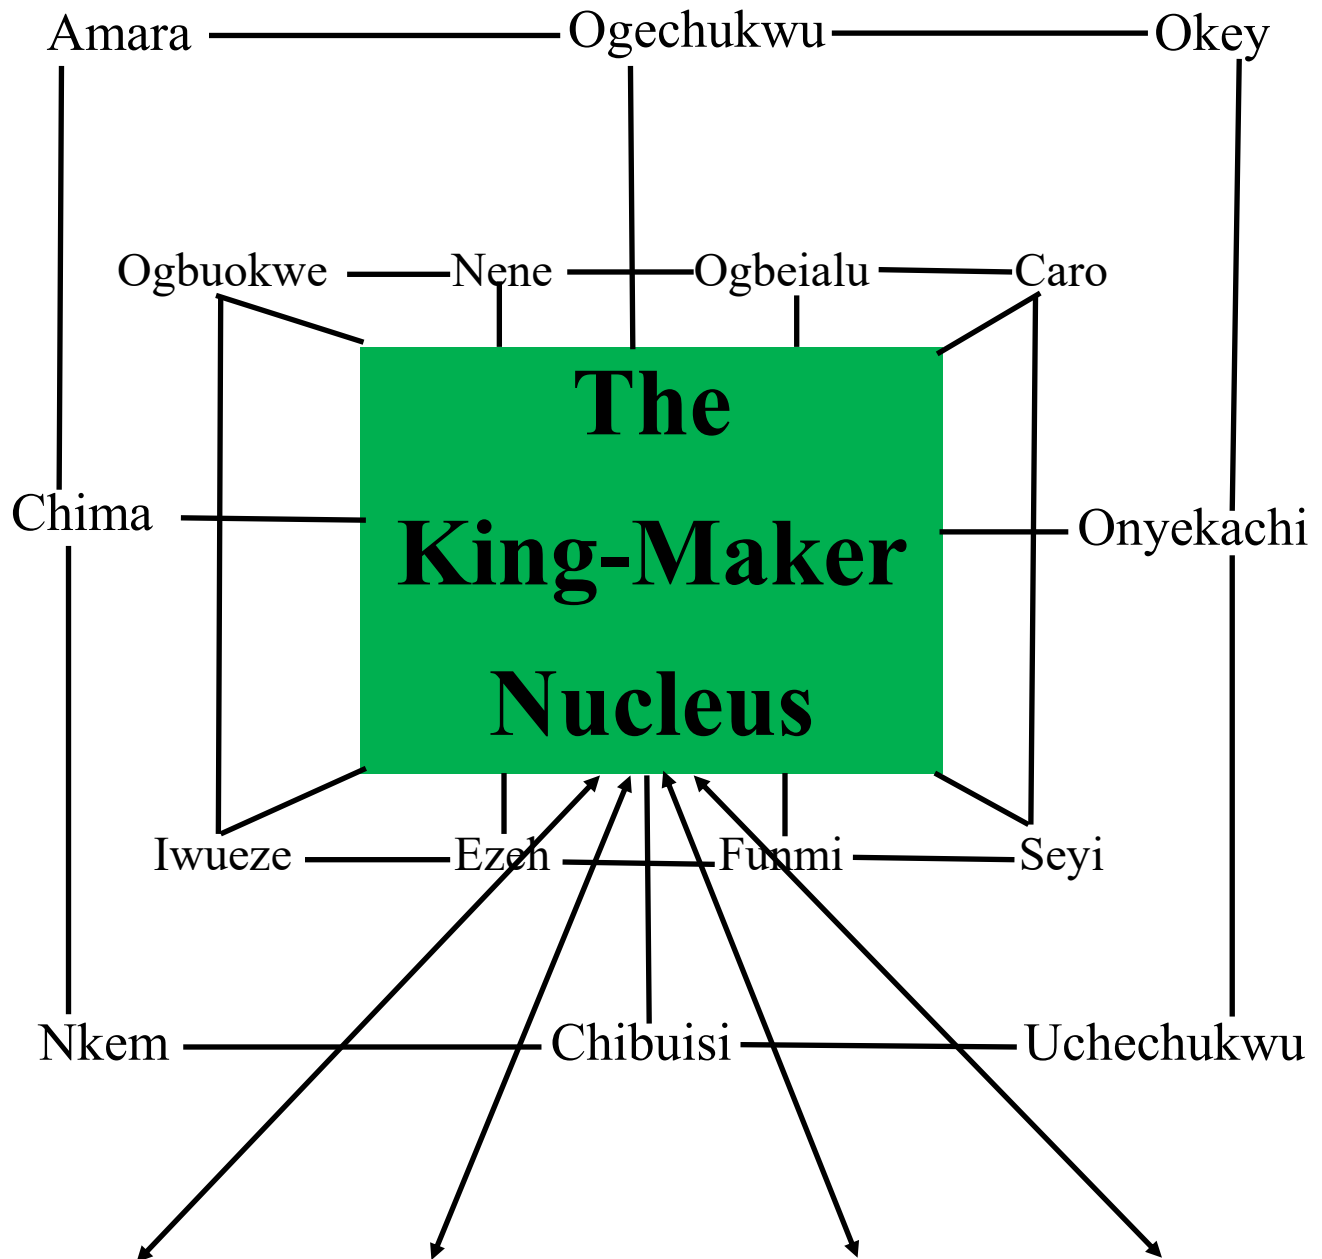 Amara Ogechukwu Okey
Ogbuokwe Nene Ogbeialu Caro
The
King-Maker
Nucleus
Chima Onyekachi
Iwueze Ezeh Funmi Seyi
Nkem Chibuisi Uchechukwu